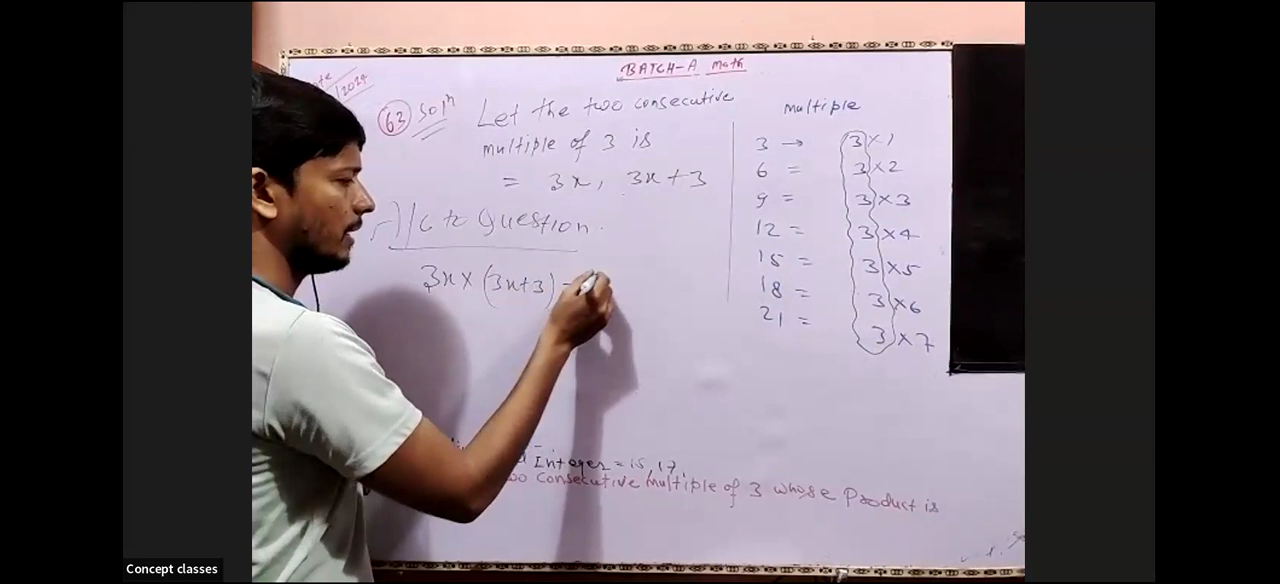 BATCH-A math
/2024
63 Solⁿ Let the two consecutive
multiple of 3 is
= 3x, 3x+3
A/c to Question.
3x×(3x+3) =
multiple
3 → 3×1
6 = 3×2
9 = 3×3
12 = 3×4
15 = 3×5
18 = 3×6
21 = 3×7
Integer = 15, 17
two consecutive multiple of 3 whose Product is
Concept classes